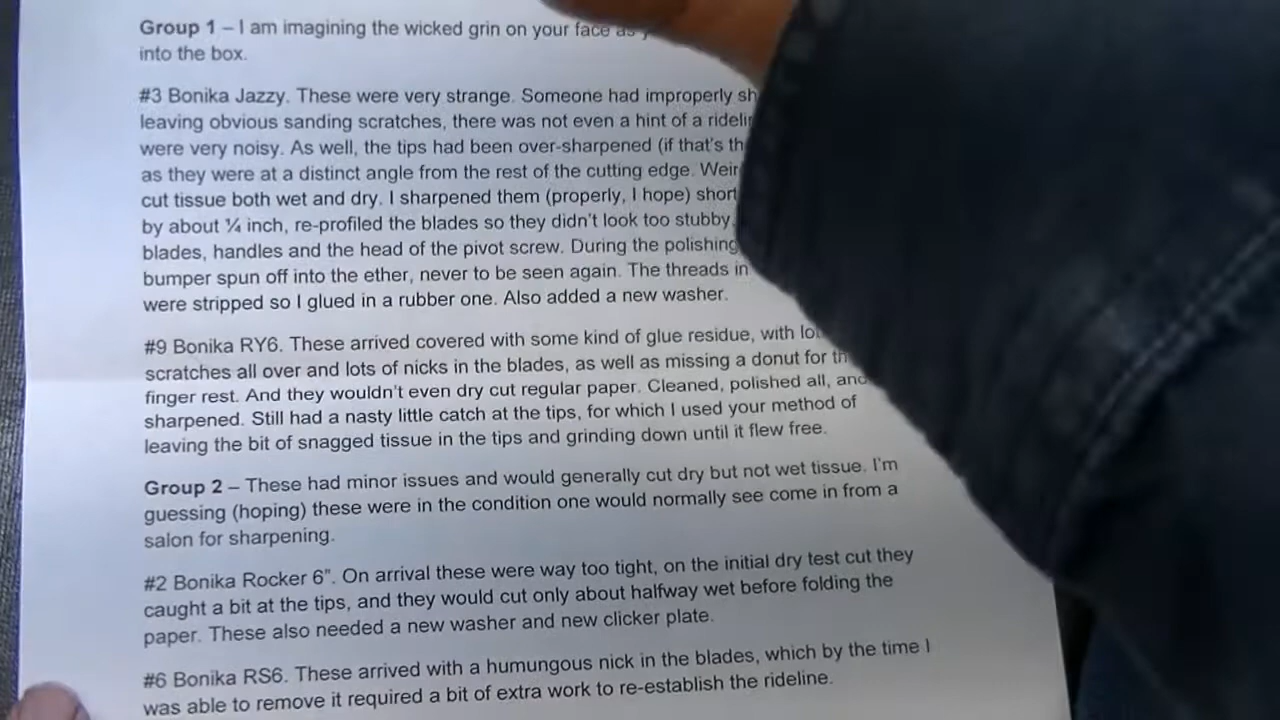 Group 1 – I am imagining the wicked grin on your face as
into the box.
#3 Bonika Jazzy. These were very strange. Someone had improperly
leaving obvious sanding scratches, there was not even a hint of a
were very noisy. As well, the tips had been over-sharpened (if that's
as they were at a distinct angle from the rest of the cutting edge.
cut tissue both wet and dry. I sharpened them (properly, I hope)
by about ¼ inch, re-profiled the blades so they didn't look too stubby
blades, handles and the head of the pivot screw. During the polishing
bumper spun off into the ether, never to be seen again. The threads in
were stripped so I glued in a rubber one. Also added a new washer.
#9 Bonika RY6. These arrived covered with some kind of glue residue, with
scratches all over and lots of nicks in the blades, as well as missing a donut for
finger rest. And they wouldn't even dry cut regular paper. Cleaned, polished all, and
sharpened. Still had a nasty little catch at the tips, for which I used your method of
leaving the bit of snagged tissue in the tips and grinding down until it flew free.
Group 2 – These had minor issues and would generally cut dry but not wet tissue. I'm
guessing (hoping) these were in the condition one would normally see come in from a
salon for sharpening.
#2 Bonika Rocker 6". On arrival these were way too tight, on the initial dry test cut they
caught a bit at the tips, and they would cut only about halfway wet before folding the
paper. These also needed a new washer and new clicker plate.
#6 Bonika RS6. These arrived with a humungous nick in the blades, which by the time I
was able to remove it required a bit of extra work to re-establish the rideline.